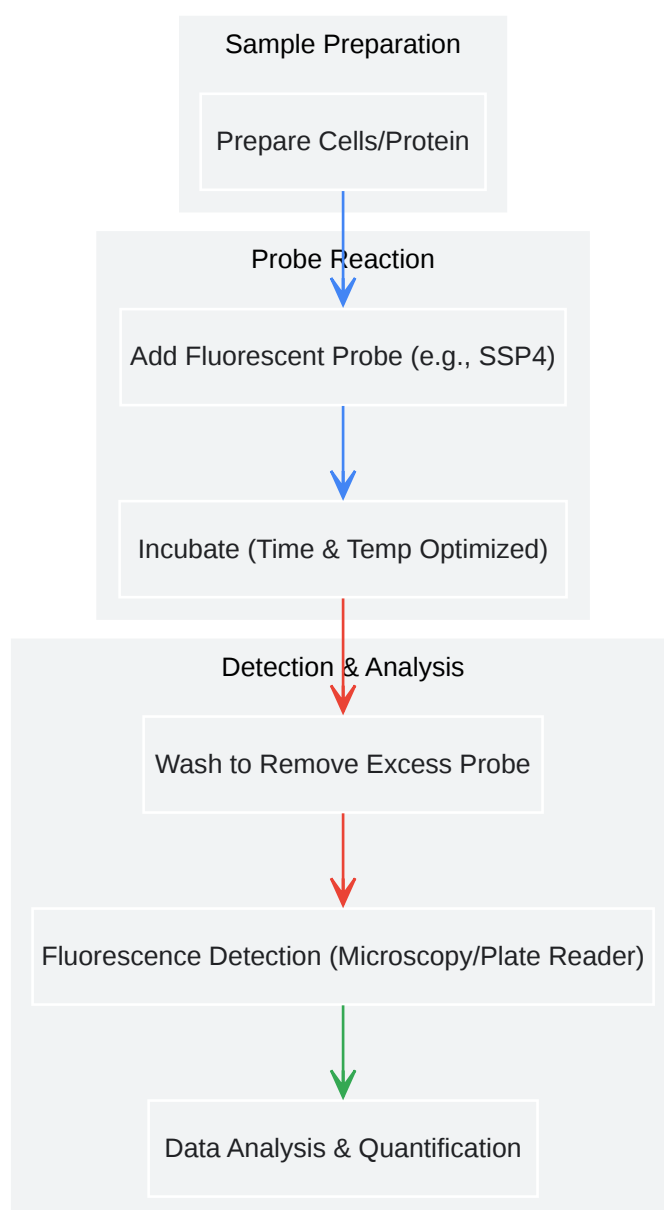 Sample Preparation
Prepare Cells/Protein
Probe Reaction
Add Fluorescent Probe (e.g., SSP4)
Incubate (Time & Temp Optimized)
Detection & Analysis
Wash to Remove Excess Probe
Fluorescence Detection (Microscopy/Plate Reader)
Data Analysis & Quantification